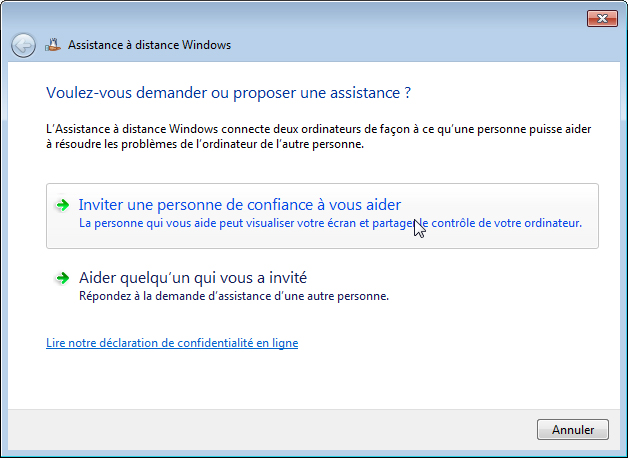 Assistance à distance Windows
Voulez-vous demander ou proposer une assistance ?
L'Assistance à distance Windows connecte deux ordinateurs de façon à ce qu'une personne puisse aider
à résoudre les problèmes de l'ordinateur de l'autre personne.
Inviter une personne de confiance à vous aider
La personne qui vous aide peut visualiser votre écran et partager le contrôle de votre ordinateur.
Aider quelqu'un qui vous a invité
Répondez à la demande d'assistance d'une autre personne.
Lire notre déclaration de confidentialité en ligne
Annuler